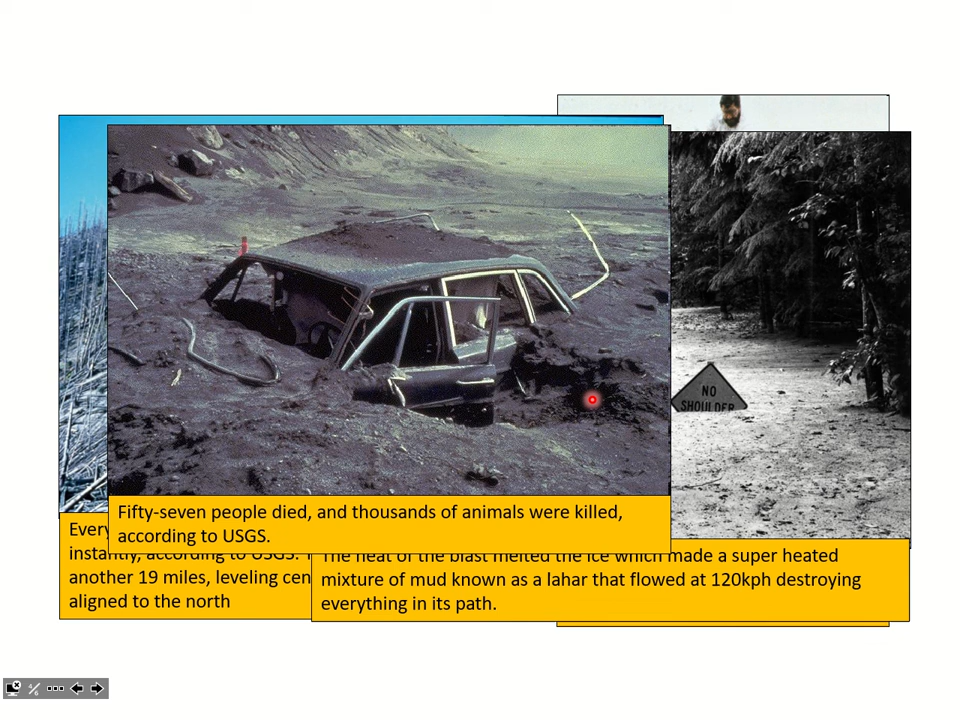 NO
SHOULDER
Fifty-seven people died, and thousands of animals were killed,
according to USGS.
Every
instantly, according to USGS.
another 19 miles, leveling cen
aligned to the north
The heat of the blast melted the ice which made a super heated
mixture of mud known as a lahar that flowed at 120kph destroying
everything in its path.